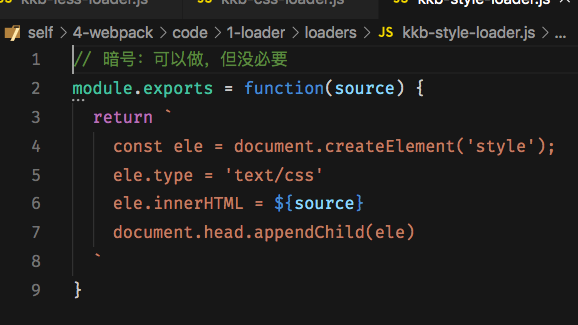 kkb-less-loader.js kkb-css-loader.js JS kkb-style-loader.js
self > 4-webpack > code > 1-loader > loaders > JS kkb-style-loader.js > ...
1 // 暗号：可以做，但没必要
2 module.exports = function(source) {
3 return `
4 const ele = document.createElement('style');
5 ele.type = 'text/css'
6 ele.innerHTML = ${source}
7 document.head.appendChild(ele)
8 `
9 }